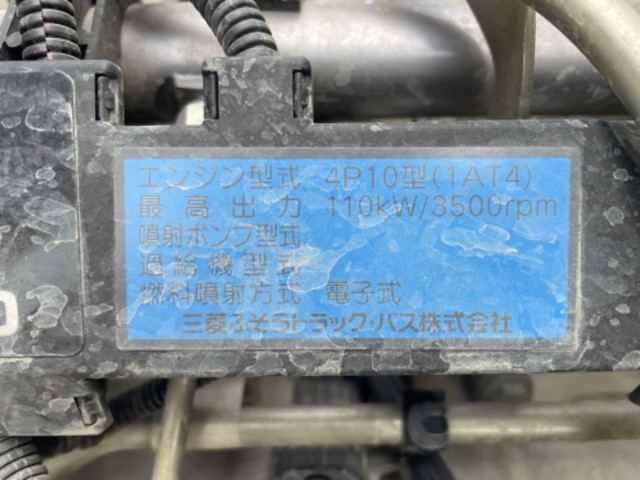 エンジン型式 4P10型(1AT4)
最高出力 110kW/3500rpm
噴射ポンプ型式
過給機型式
燃料噴射方式 電子式
三菱ふそうトラック・バス株式会社